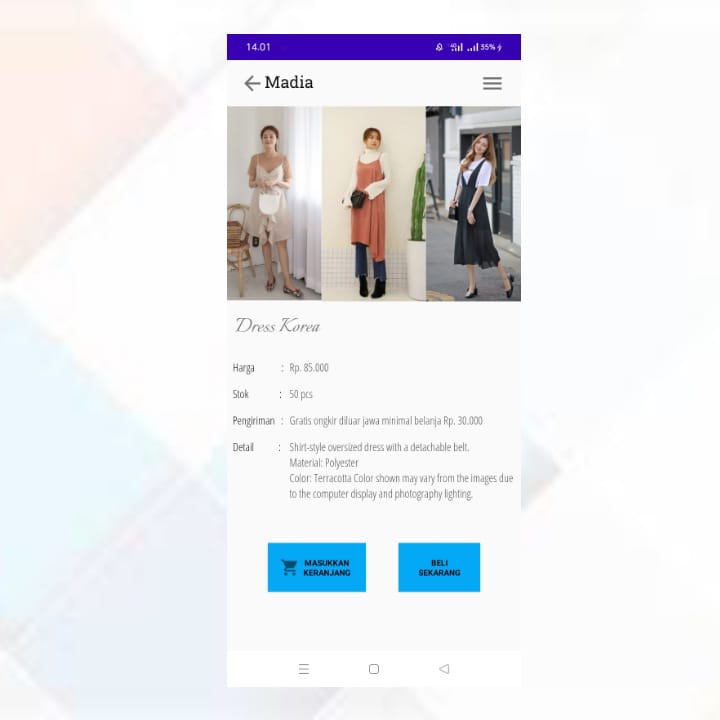 14.01
4G 55%
Madia
Dress Korea
Harga : Rp. 85.000
Stok : 50 pcs
Pengiriman : Gratis ongkir diluar jawa minimal belanja Rp. 30.000
Detail : Shirt-style oversized dress with a detachable belt.
Material: Polyester
Color: Terracotta Color shown may vary from the images due
to the computer display and photography lighting.
MASUKKAN
KERANJANG
BELI
SEKARANG